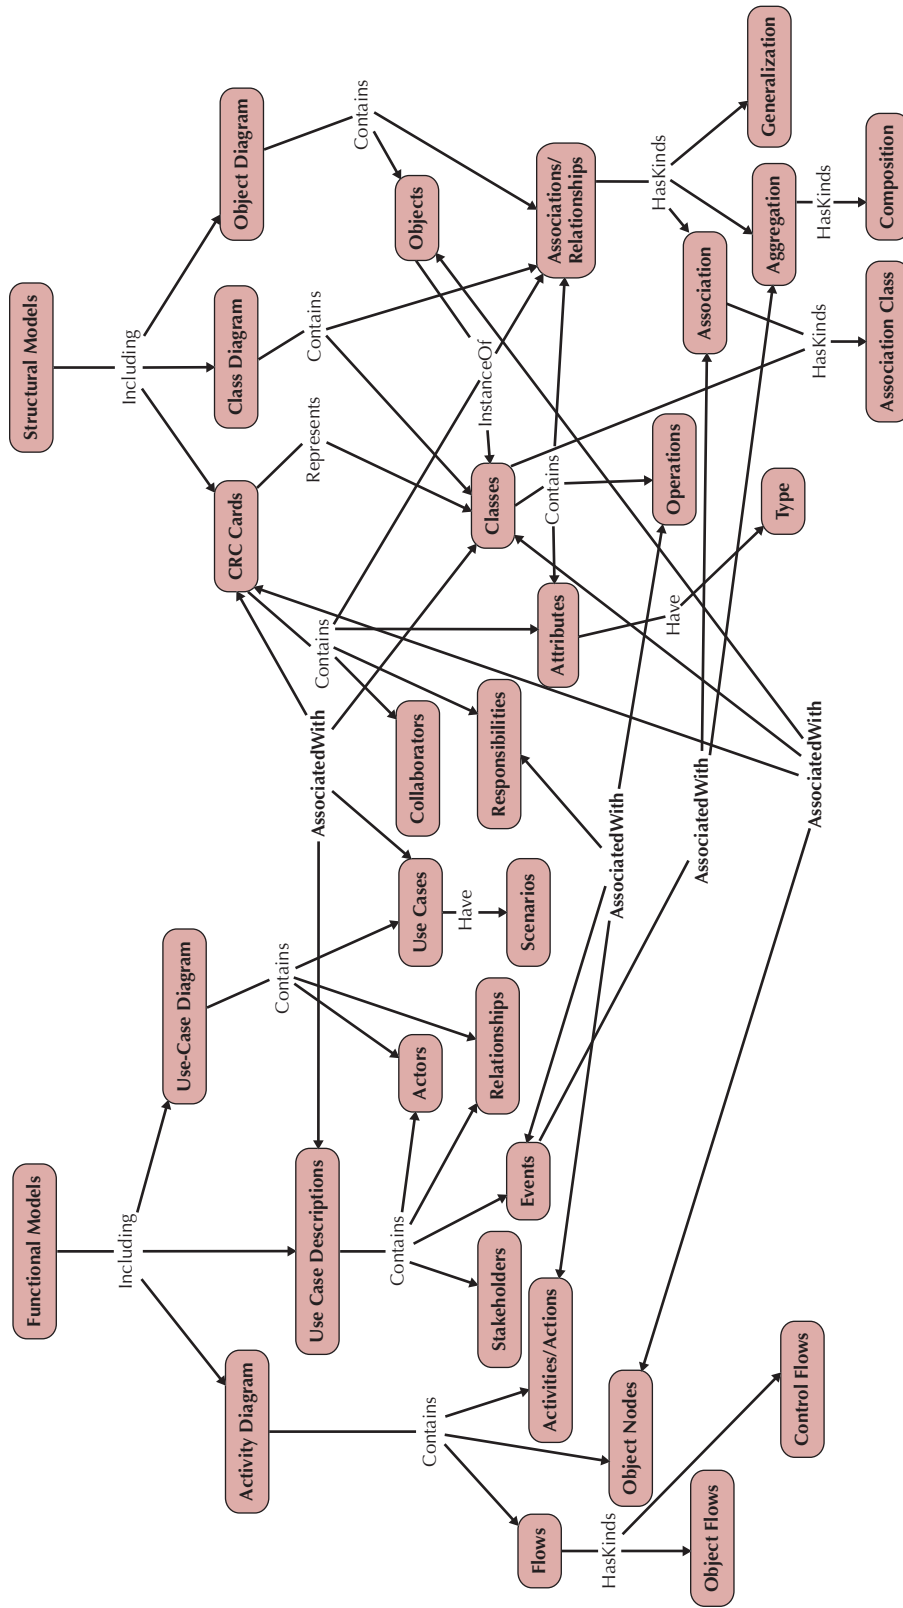 Functional Models
Structural Models
Including
Including
Activity Diagram
Use Case Descriptions
Use-Case Diagram
CRC Cards
Class Diagram
Object Diagram
Contains
Contains
Contains
AssociatedWith
Contains
Represents
Contains
Contains
Flows
Activities/Actions
Object Nodes
Stakeholders
Events
Actors
Relationships
Use Cases
Have
Scenarios
Collaborators
Responsibilities
Attributes
Classes
InstanceOf
Objects
Associations/
Relationships
Contains
Operations
Have
Type
HasKinds
Association
Aggregation
Generalization
HasKinds
Association Class
HasKinds
Composition
HasKinds
Object Flows
Control Flows
AssociatedWith
AssociatedWith
AssociatedWith